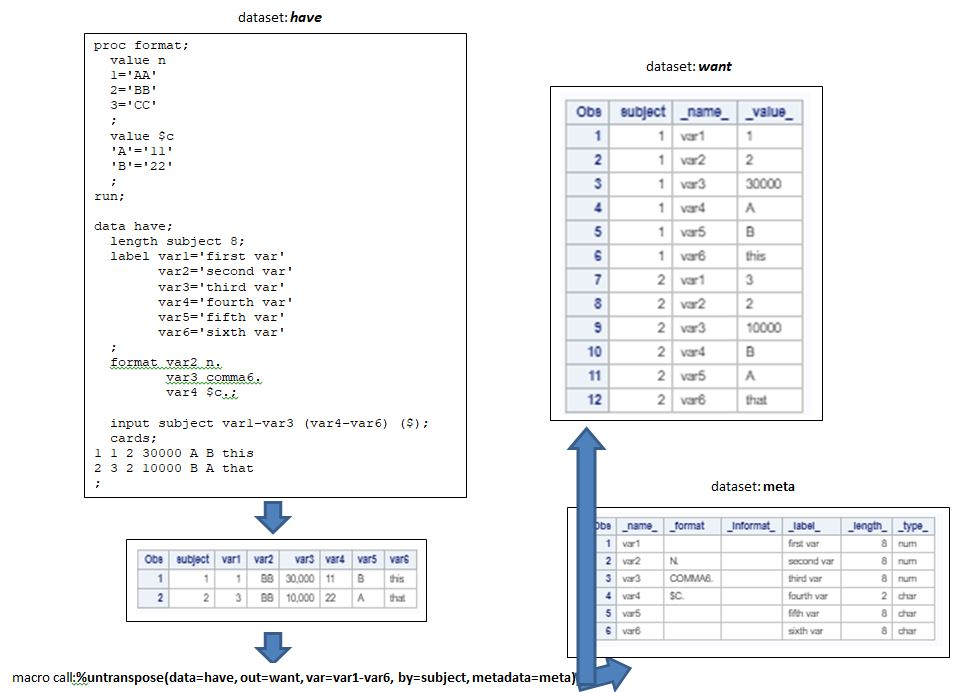 dataset: have
proc format;
value n
1='AA'
2='BB'
3='CC'
;
value $c
'A'='11'
'B'='22'
;
run;
data have;
length subject 8;
label var1='first var'
var2='second var'
var3='third var'
var4='fourth var'
var5='fifth var'
var6='sixth var'
;
format var2 n.
var3 comma6.
var4 $c.;
input subject var1-var3 (var4-var6) ($);
cards;
1 1 2 30000 A B this
2 3 2 10000 B A that
;
Obs subject var1 var2 var3 var4 var5 var6
1 1 1 BB 30,000 11 B this
2 2 3 BB 10,000 22 A that
macro call:%untranspose(data=have, out=want, var=var1-var6, by=subject, metadata=meta)
dataset: want
Obs subject _name_ _value_
1 1 var1 1
2 1 var2 2
3 1 var3 30000
4 1 var4 A
5 1 var5 B
6 1 var6 this
7 2 var1 3
8 2 var2 2
9 2 var3 10000
10 2 var4 B
11 2 var5 A
12 2 var6 that
dataset: meta
Obs _name_ _format _informat_ _label_ _length_ _type_
1 var1 first var 8 num
2 var2 N. second var 8 num
3 var3 COMMA6. third var 8 num
4 var4 $C. fourth var 2 char
5 var5 fifth var 8 char
6 var6 sixth var 8 char